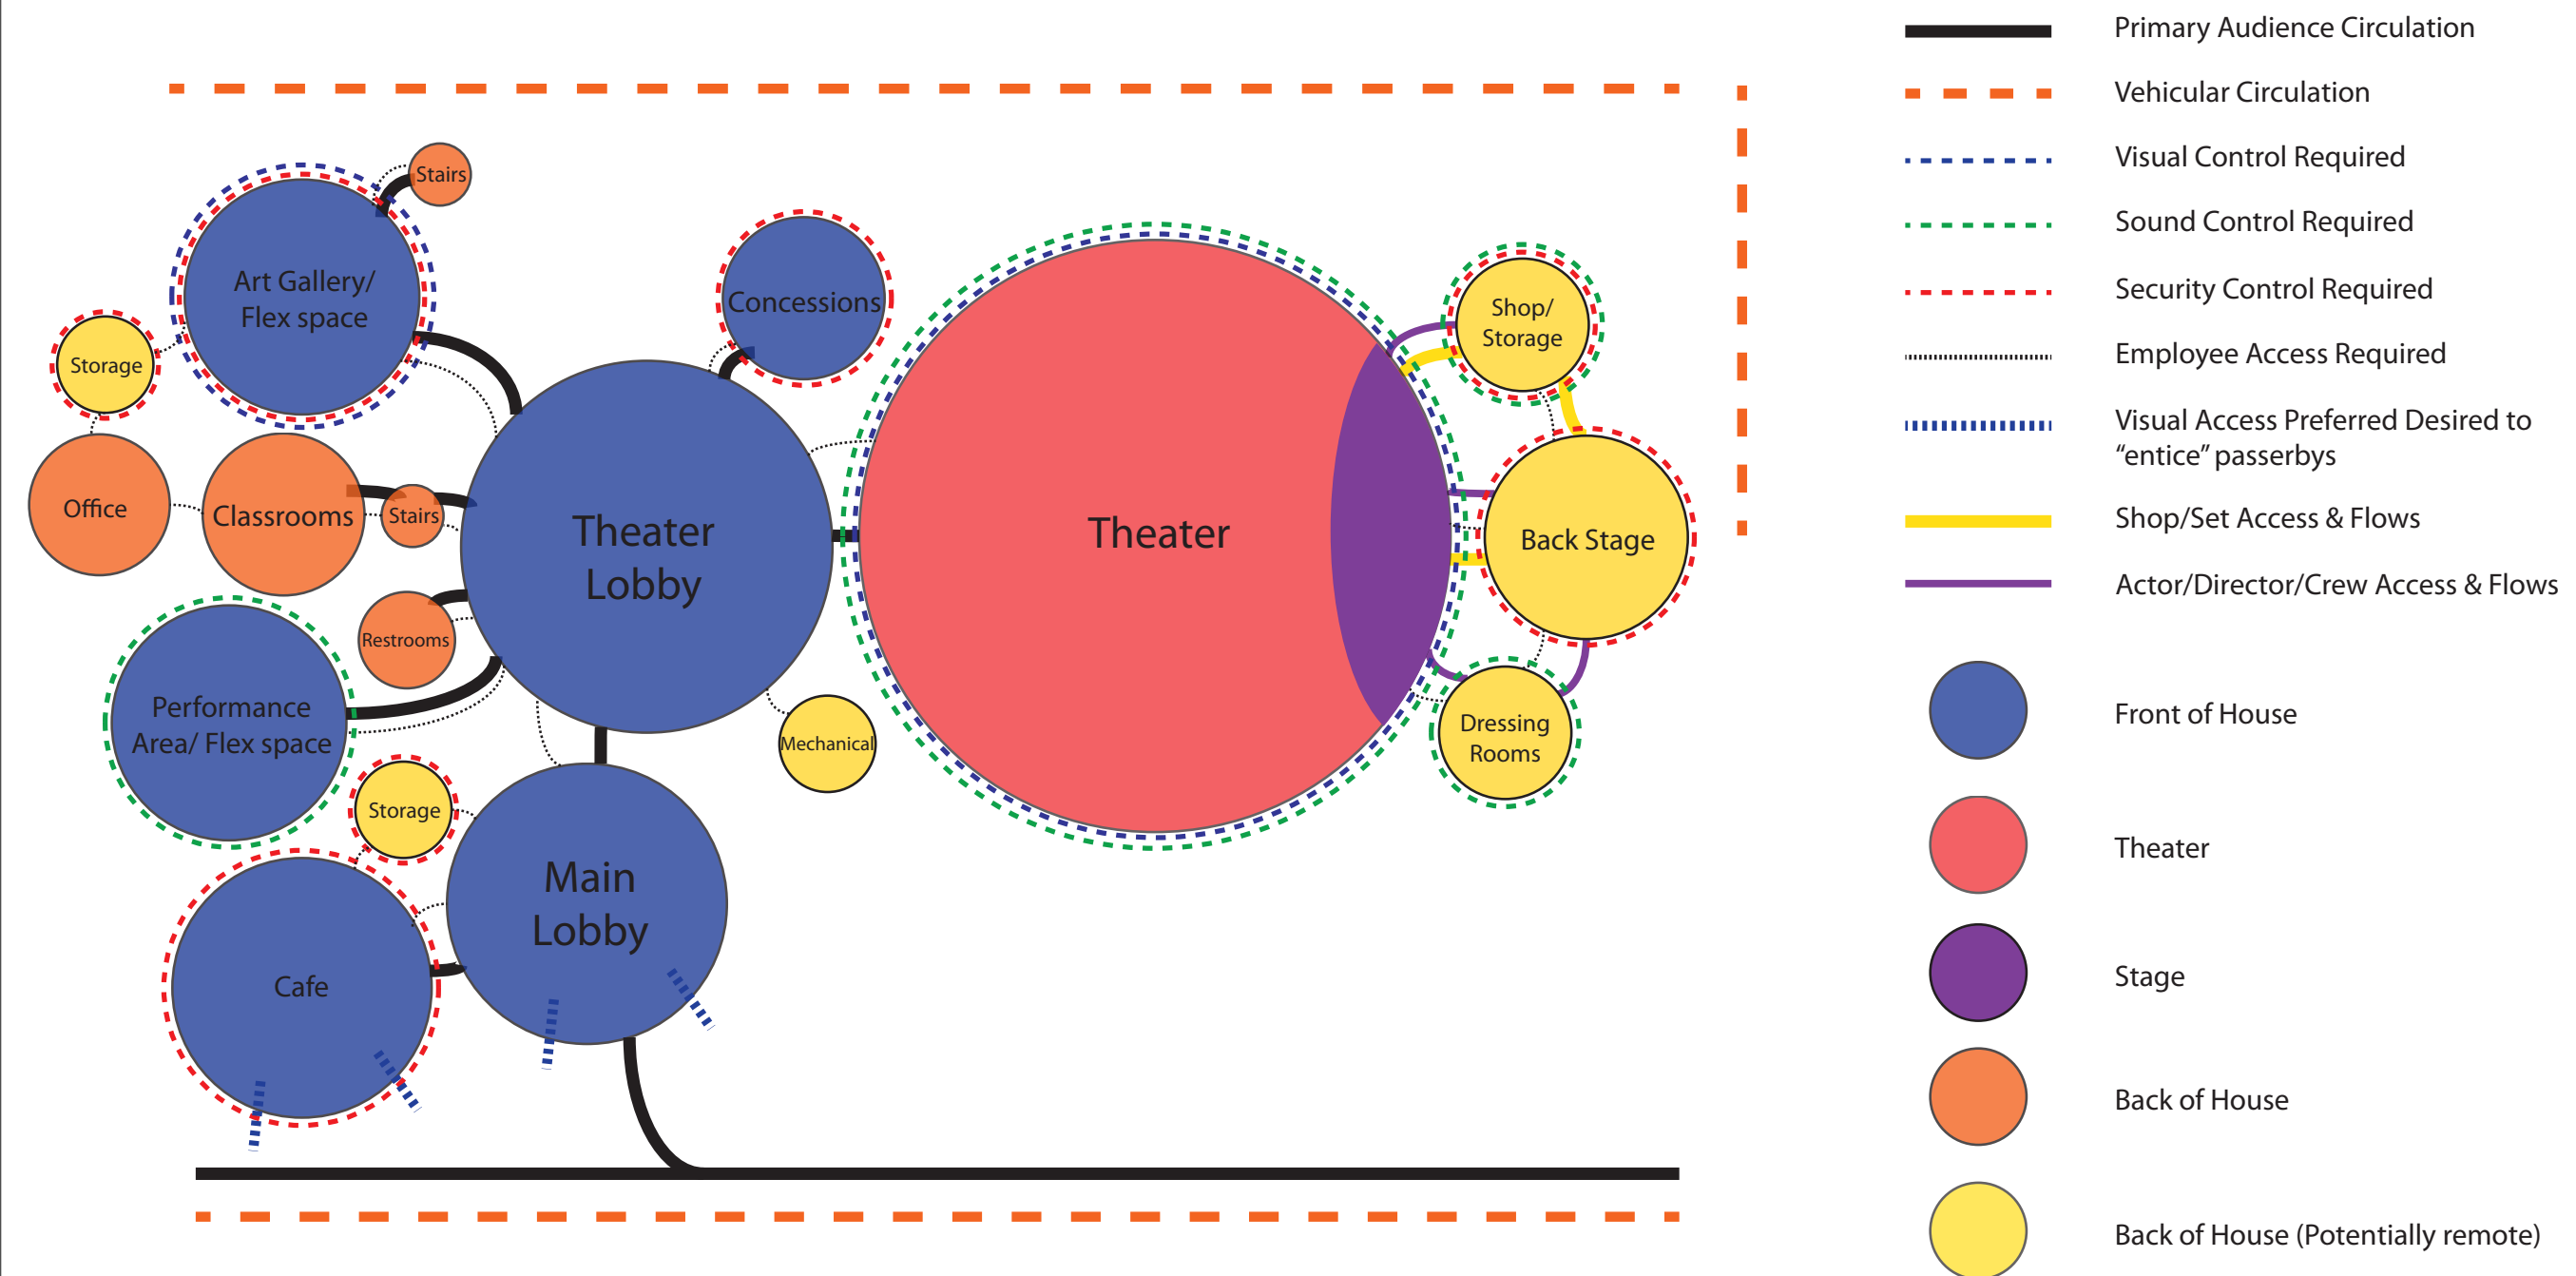 Stairs
Art Gallery/
Flex space
Storage
Office
Classrooms
Stairs
Restrooms
Performance
Area/ Flex space
Storage
Cafe
Concessions
Theater
Lobby
Mechanical
Main
Lobby
Theater
Shop/
Storage
Back Stage
Dressing
Rooms
Primary Audience Circulation
Vehicular Circulation
Visual Control Required
Sound Control Required
Security Control Required
Employee Access Required
Visual Access Preferred Desired to
“entice” passerbys
Shop/Set Access & Flows
Actor/Director/Crew Access & Flows
Front of House
Theater
Stage
Back of House
Back of House (Potentially remote)